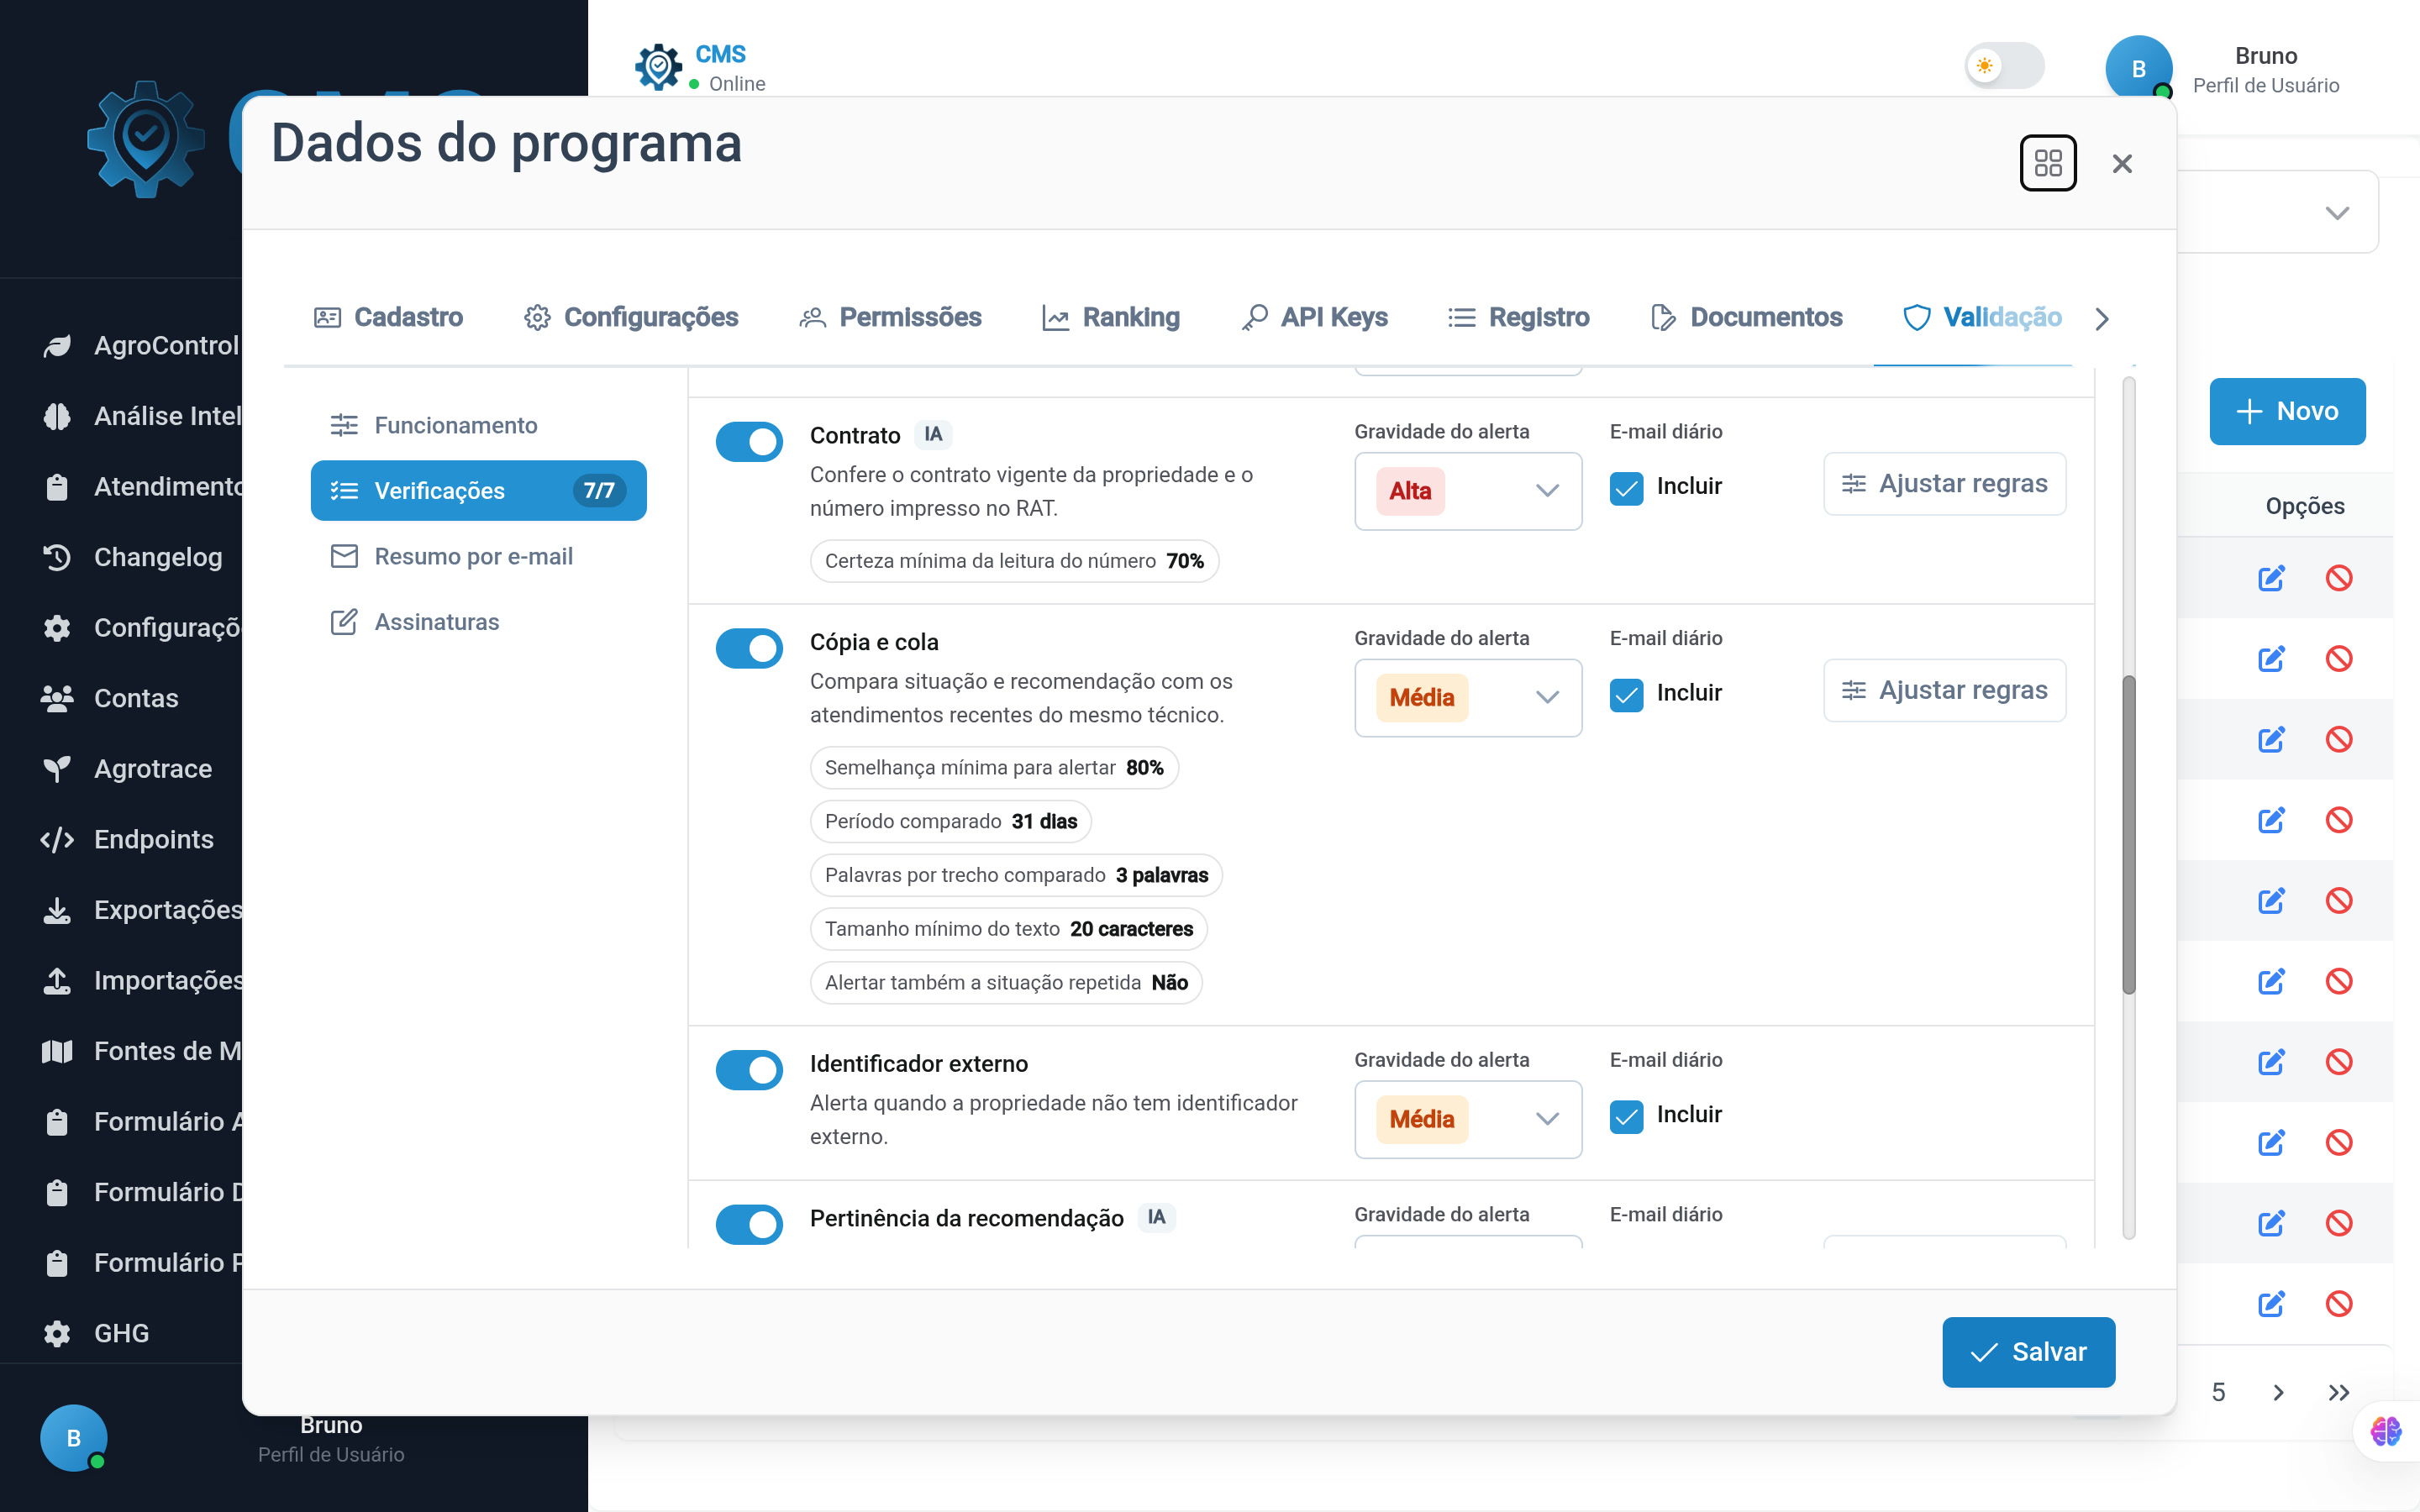 CMS
Online
Bruno
Perfil de Usuário
B
Dados do programa
Cadastro
Configurações
Permissões
Ranking
API Keys
Registro
Documentos
Validação
AgroControl
Análise Intel
Atendimento
Changelog
Configuraçõ
Contas
Agrotrace
Endpoints
Exportações
Importações
Fontes de M
Formulário A
Formulário D
Formulário P
GHG
B
Bruno
Perfil de Usuário
Funcionamento
Verificações 7/7
Resumo por e-mail
Assinaturas
Contrato IA
Confere o contrato vigente da propriedade e o
número impresso no RAT.
Certeza mínima da leitura do número 70%
Gravidade do alerta
Alta
E-mail diário
Incluir
Ajustar regras
Cópia e cola
Compara situação e recomendação com os
atendimentos recentes do mesmo técnico.
Semelhança mínima para alertar 80%
Período comparado 31 dias
Palavras por trecho comparado 3 palavras
Tamanho mínimo do texto 20 caracteres
Alertar também a situação repetida Não
Gravidade do alerta
Média
E-mail diário
Incluir
Ajustar regras
Identificador externo
Alerta quando a propriedade não tem identificador
externo.
Gravidade do alerta
Média
E-mail diário
Incluir
Pertinência da recomendação IA
Gravidade do alerta
E-mail diário
Salvar
Novo
Opções
5